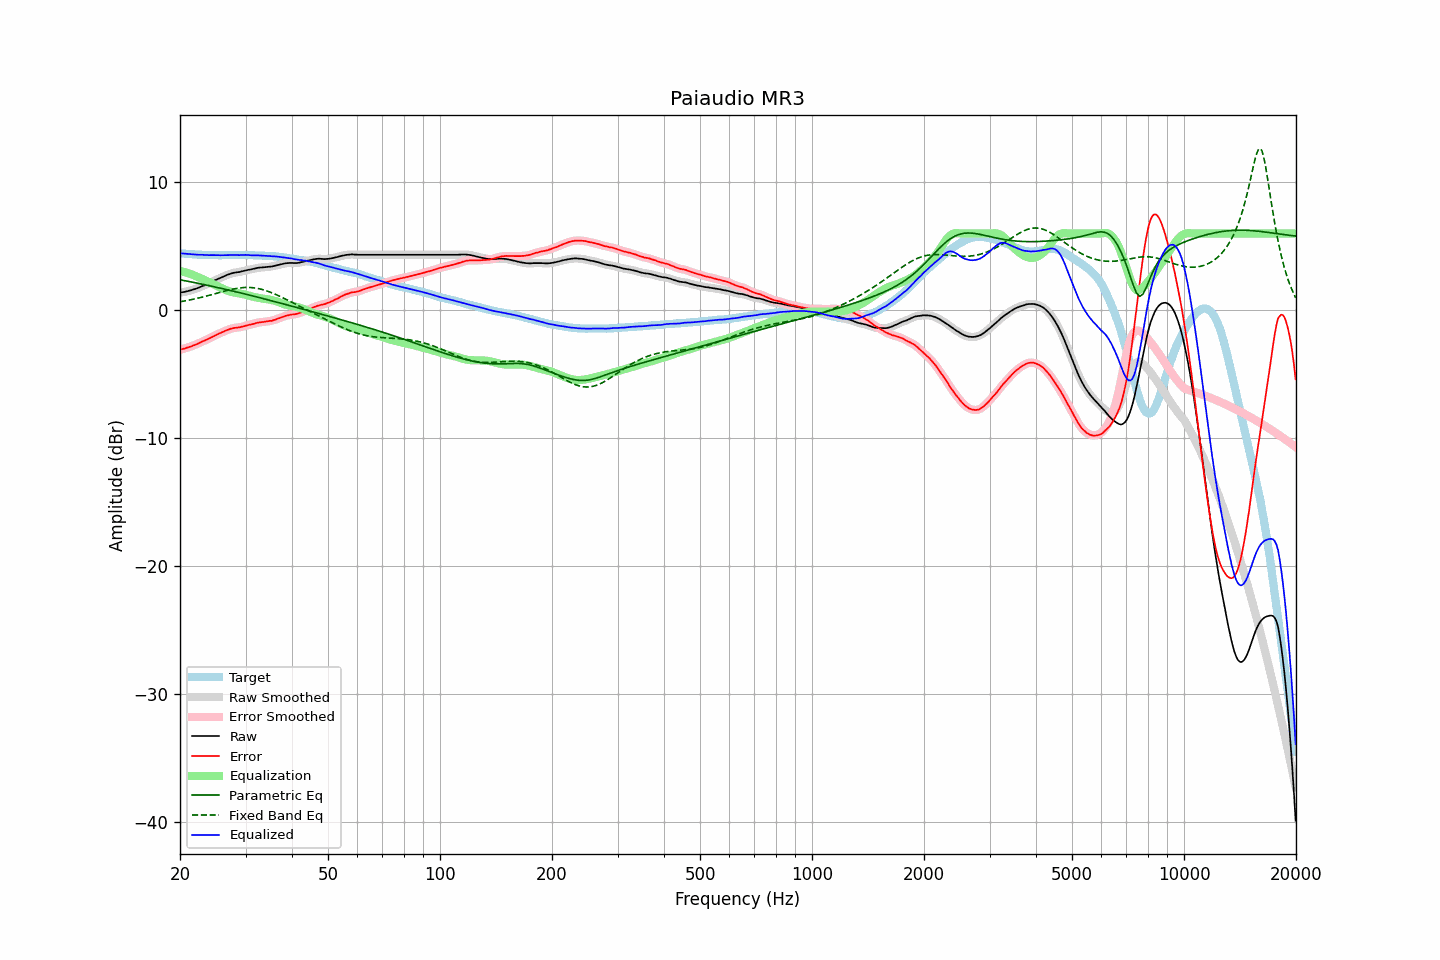 Paiaudio MR3
Amplitude (dBr)
10
0
−10
−20
−30
−40
Target
Raw Smoothed
Error Smoothed
Raw
Error
Equalization
Parametric Eq
Fixed Band Eq
Equalized
20 50 100 200 500 1000 2000 5000 10000 20000
Frequency (Hz)